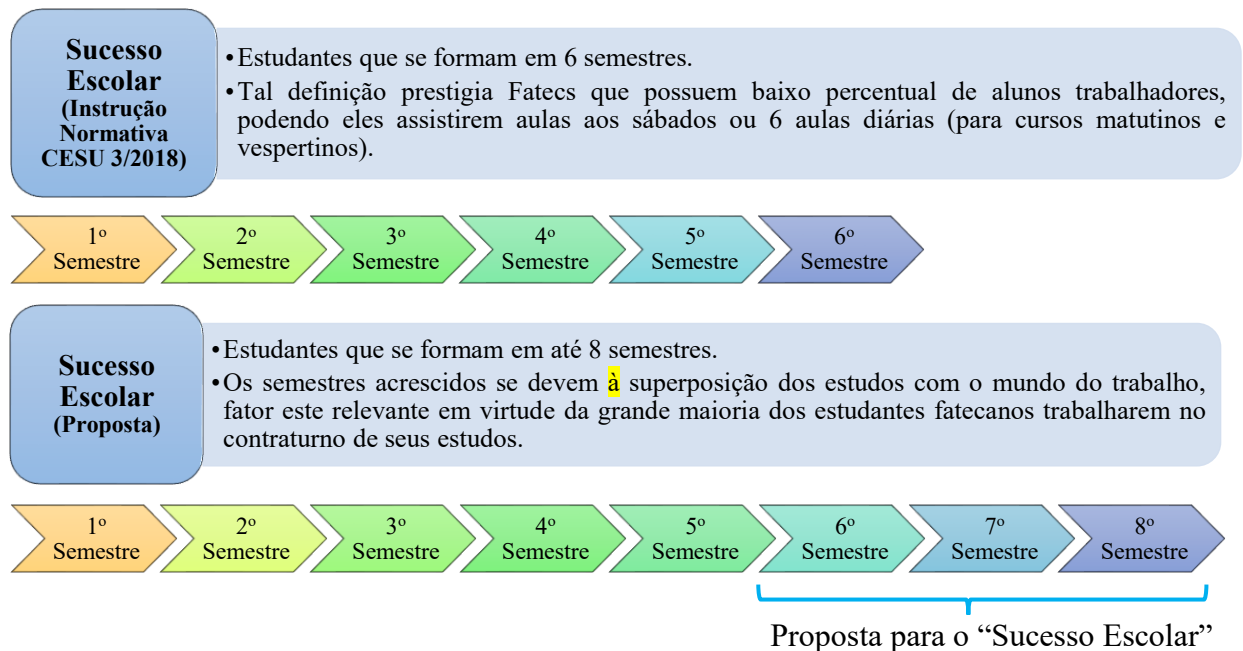 Sucesso
Escolar
(Instrução
Normativa
CESU 3/2018)
•Estudantes que se formam em 6 semestres.
•Tal definição prestigia Fatecs que possuem baixo percentual de alunos trabalhadores,
podendo eles assistirem aulas aos sábados ou 6 aulas diárias (para cursos matutinos e
vespertinos).
1º
Semestre
2º
Semestre
3º
Semestre
4º
Semestre
5º
Semestre
6º
Semestre
Sucesso
Escolar
(Proposta)
•Estudantes que se formam em até 8 semestres.
•Os semestres acrescidos se devem à superposição dos estudos com o mundo do trabalho,
fator este relevante em virtude da grande maioria dos estudantes fatecanos trabalharem no
contraturno de seus estudos.
1º
Semestre
2º
Semestre
3º
Semestre
4º
Semestre
5º
Semestre
6º
Semestre
7º
Semestre
8º
Semestre
Proposta para o “Sucesso Escolar”